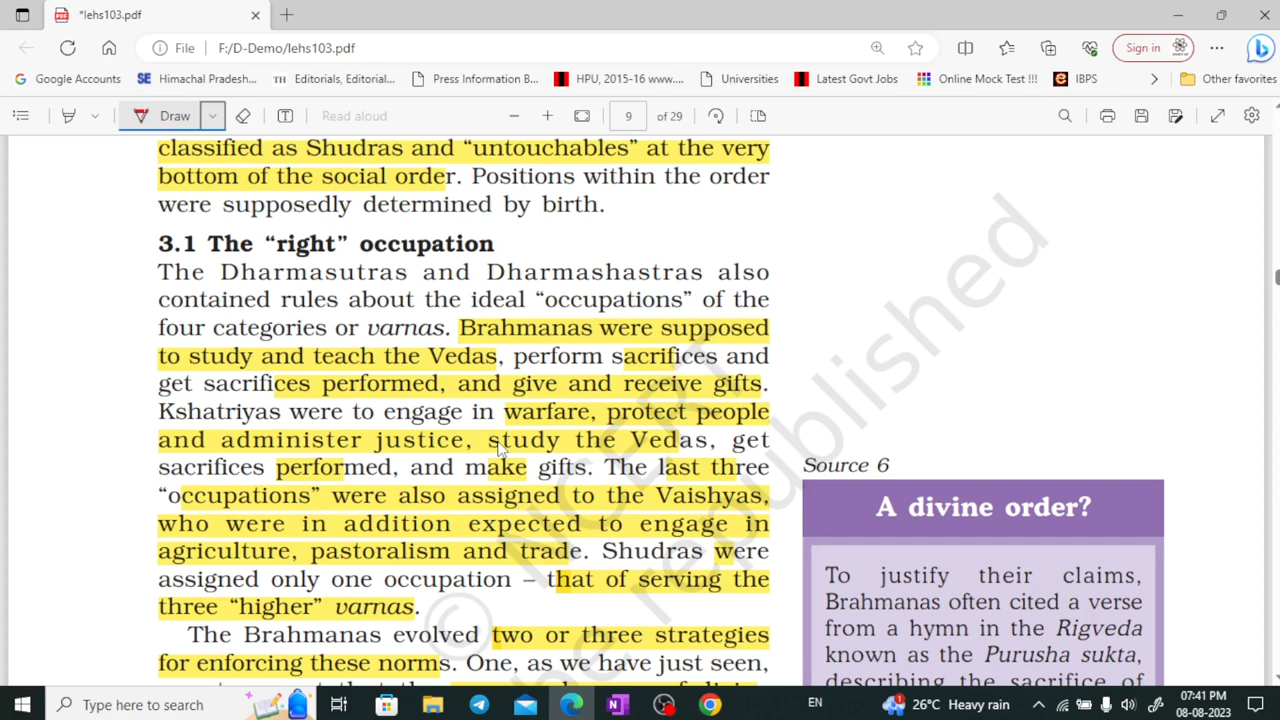 *lehs103.pdf
File F:/D-Demo/lehs103.pdf
Sign in
Google Accounts
SE Himachal Pradesh...
TH Editorials, Editorial...
Press Information B...
HPU, 2015-16 www....
Universities
Latest Govt Jobs
Online Mock Test !!!
IBPS
Other favorites
Draw
Read aloud
9 of 29
classified as Shudras and “untouchables” at the very
bottom of the social order. Positions within the order
were supposedly determined by birth.
3.1 The “right” occupation
The Dharmasutras and Dharmashastras also
contained rules about the ideal “occupations” of the
four categories or varnas. Brahmanas were supposed
to study and teach the Vedas, perform sacrifices and
get sacrifices performed, and give and receive gifts.
Kshatriyas were to engage in warfare, protect people
and administer justice, study the Vedas, get
sacrifices performed, and make gifts. The last three
“occupations” were also assigned to the Vaishyas,
who were in addition expected to engage in
agriculture, pastoralism and trade. Shudras were
assigned only one occupation – that of serving the
three “higher” varnas.
The Brahmanas evolved two or three strategies
for enforcing these norms. One, as we have just seen,
Source 6
A divine order?
To justify their claims,
Brahmanas often cited a verse
from a hymn in the Rigveda
known as the Purusha sukta,
describing the sacrifice of
© NCERT
republished
Type here to search
EN
26°C Heavy rain
07:41 PM
08-08-2023